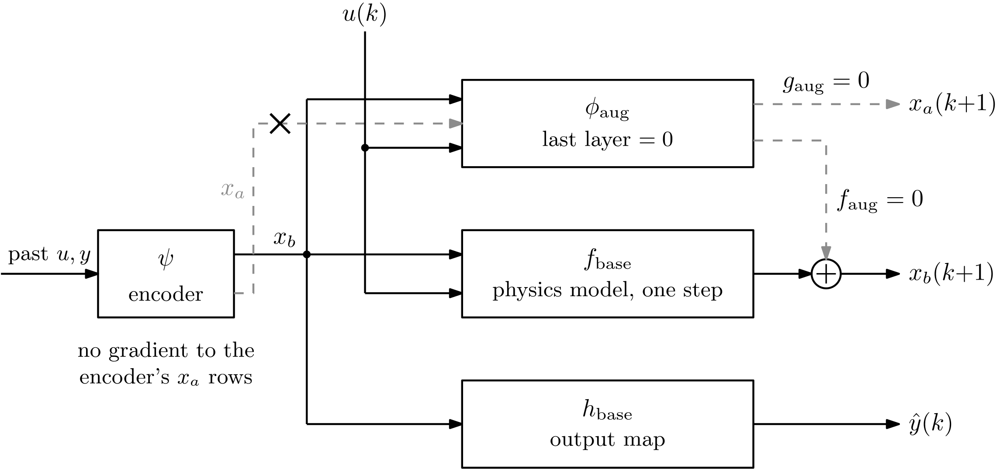 u(k)
g_aug = 0
x_a(k+1)
ϕ_aug
last layer = 0
x_a
f_aug = 0
x_b
past u, y
ψ
encoder
f_base
physics model, one step
x_b(k+1)
no gradient to the
encoder's x_a rows
h_base
output map
ŷ(k)